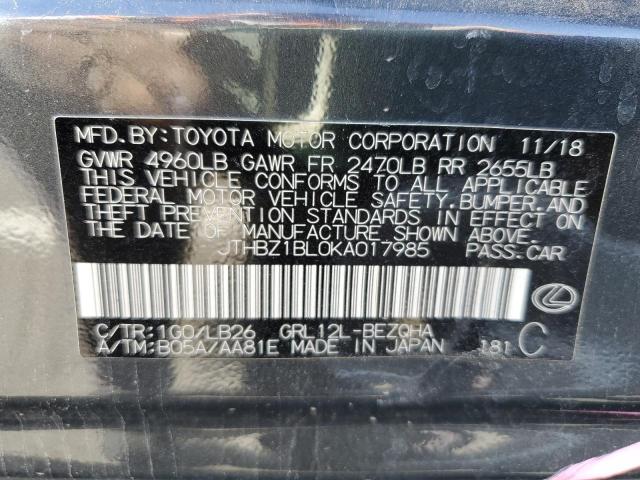 MFD.BY:TOYOTA MOTOR CORPORATION 11/18
GVWR 4960LB GAWR FR 2470LB RR 2655LB
THIS VEHICLE CONFORMS TO ALL APPLICABLE
FEDERAL MOTOR VEHICLE SAFETY,BUMPER,AND
THEFT PREVENTION STANDARDS IN EFFECT ON
THE DATE OF MANUFACTURE SHOWN ABOVE.
JTHBZ1BL0KA017985 PASS.CAR
C/TR:1G0/LB26 GRL12L-BEZQHA
A/TM:B05A/AA81E MADE IN JAPAN 181 C